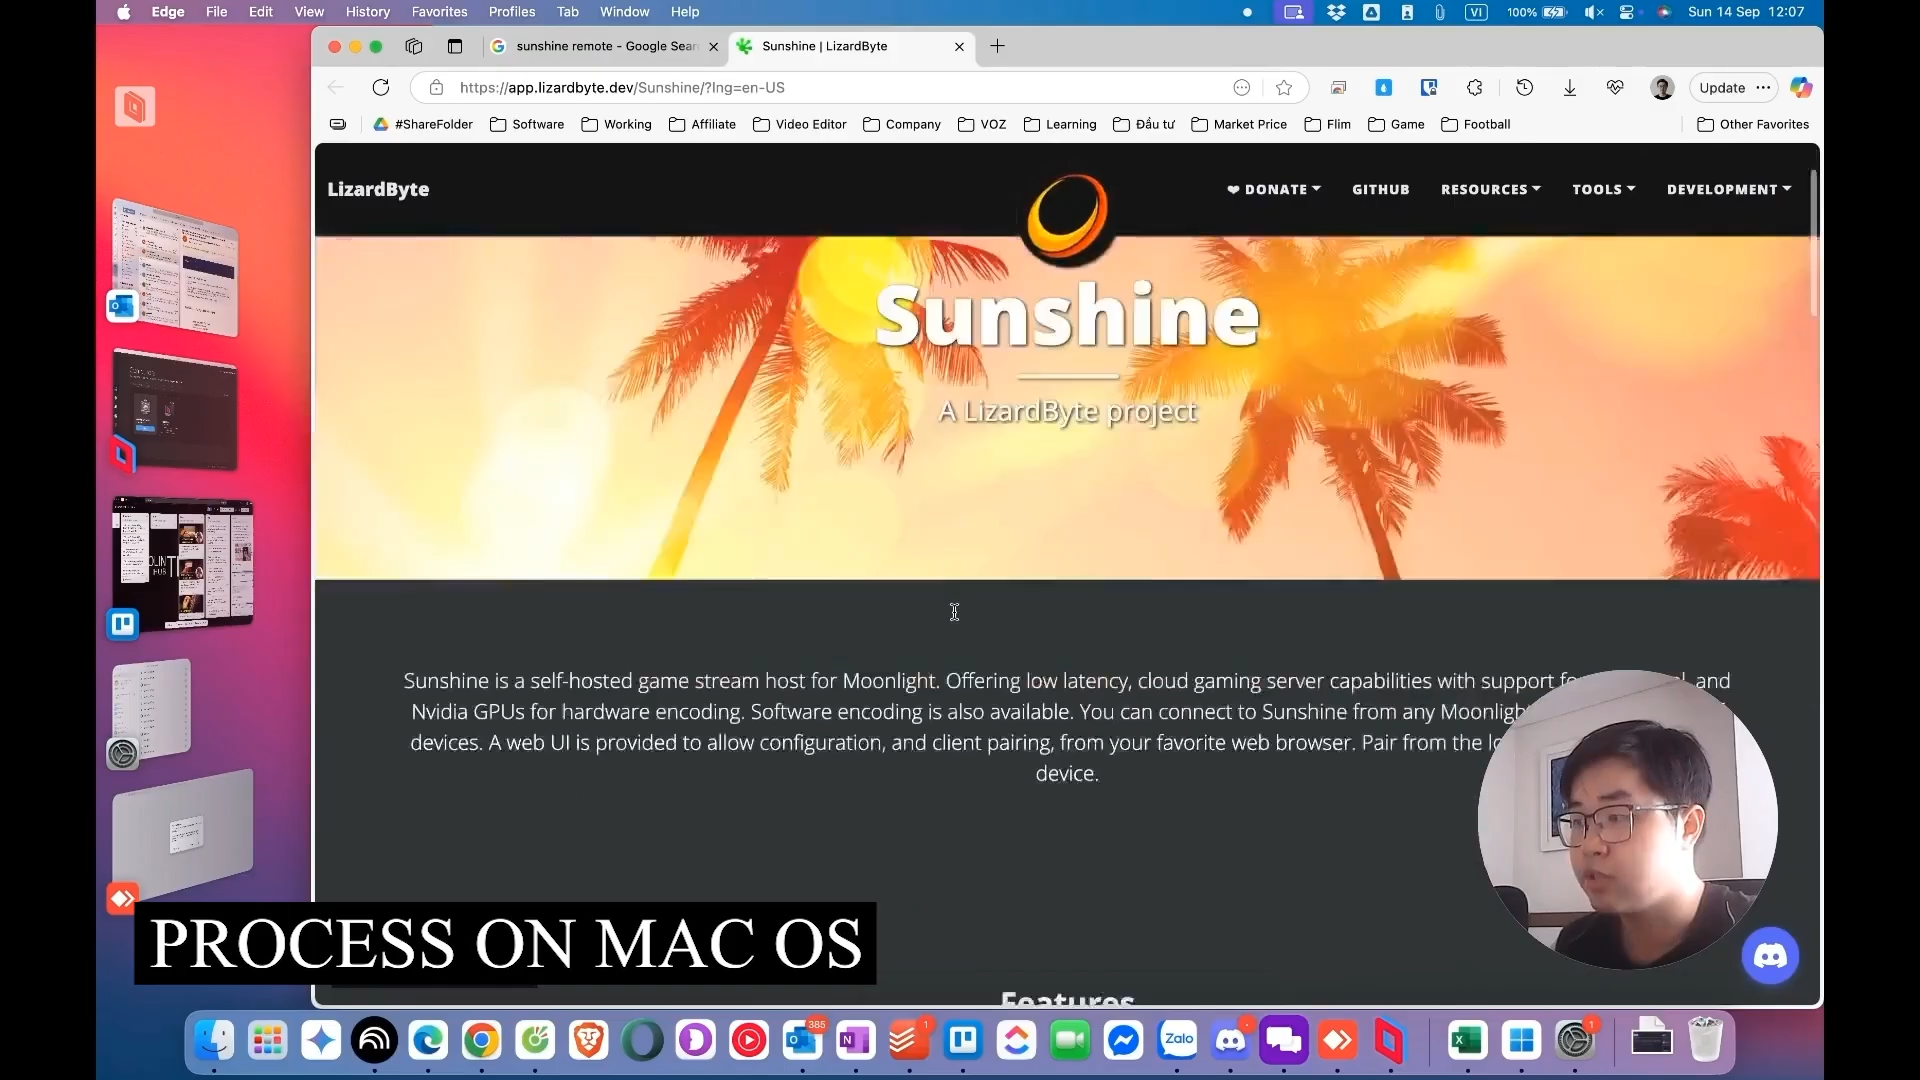 Edge File Edit View History Favorites Profiles Tab Window Help
VI 100% Sun 14 Sep 12:07
sunshine remote - Google Sear
Sunshine | LizardByte
https://app.lizardbyte.dev/Sunshine/?lng=en-US
Update
#ShareFolder Software Working Affiliate Video Editor Company VOZ Learning Đầu tư Market Price Flim Game Football Other Favorites
LizardByte
DONATE GITHUB RESOURCES TOOLS DEVELOPMENT
Sunshine
A LizardByte project
Sunshine is a self-hosted game stream host for Moonlight. Offering low latency, cloud gaming server capabilities with support and
Nvidia GPUs for hardware encoding. Software encoding is also available. You can connect to Sunshine from any Moonlight
devices. A web UI is provided to allow configuration, and client pairing, from your favorite web browser. Pair from the
device.
PROCESS ON MAC OS
Features
385
1
Zalo
1